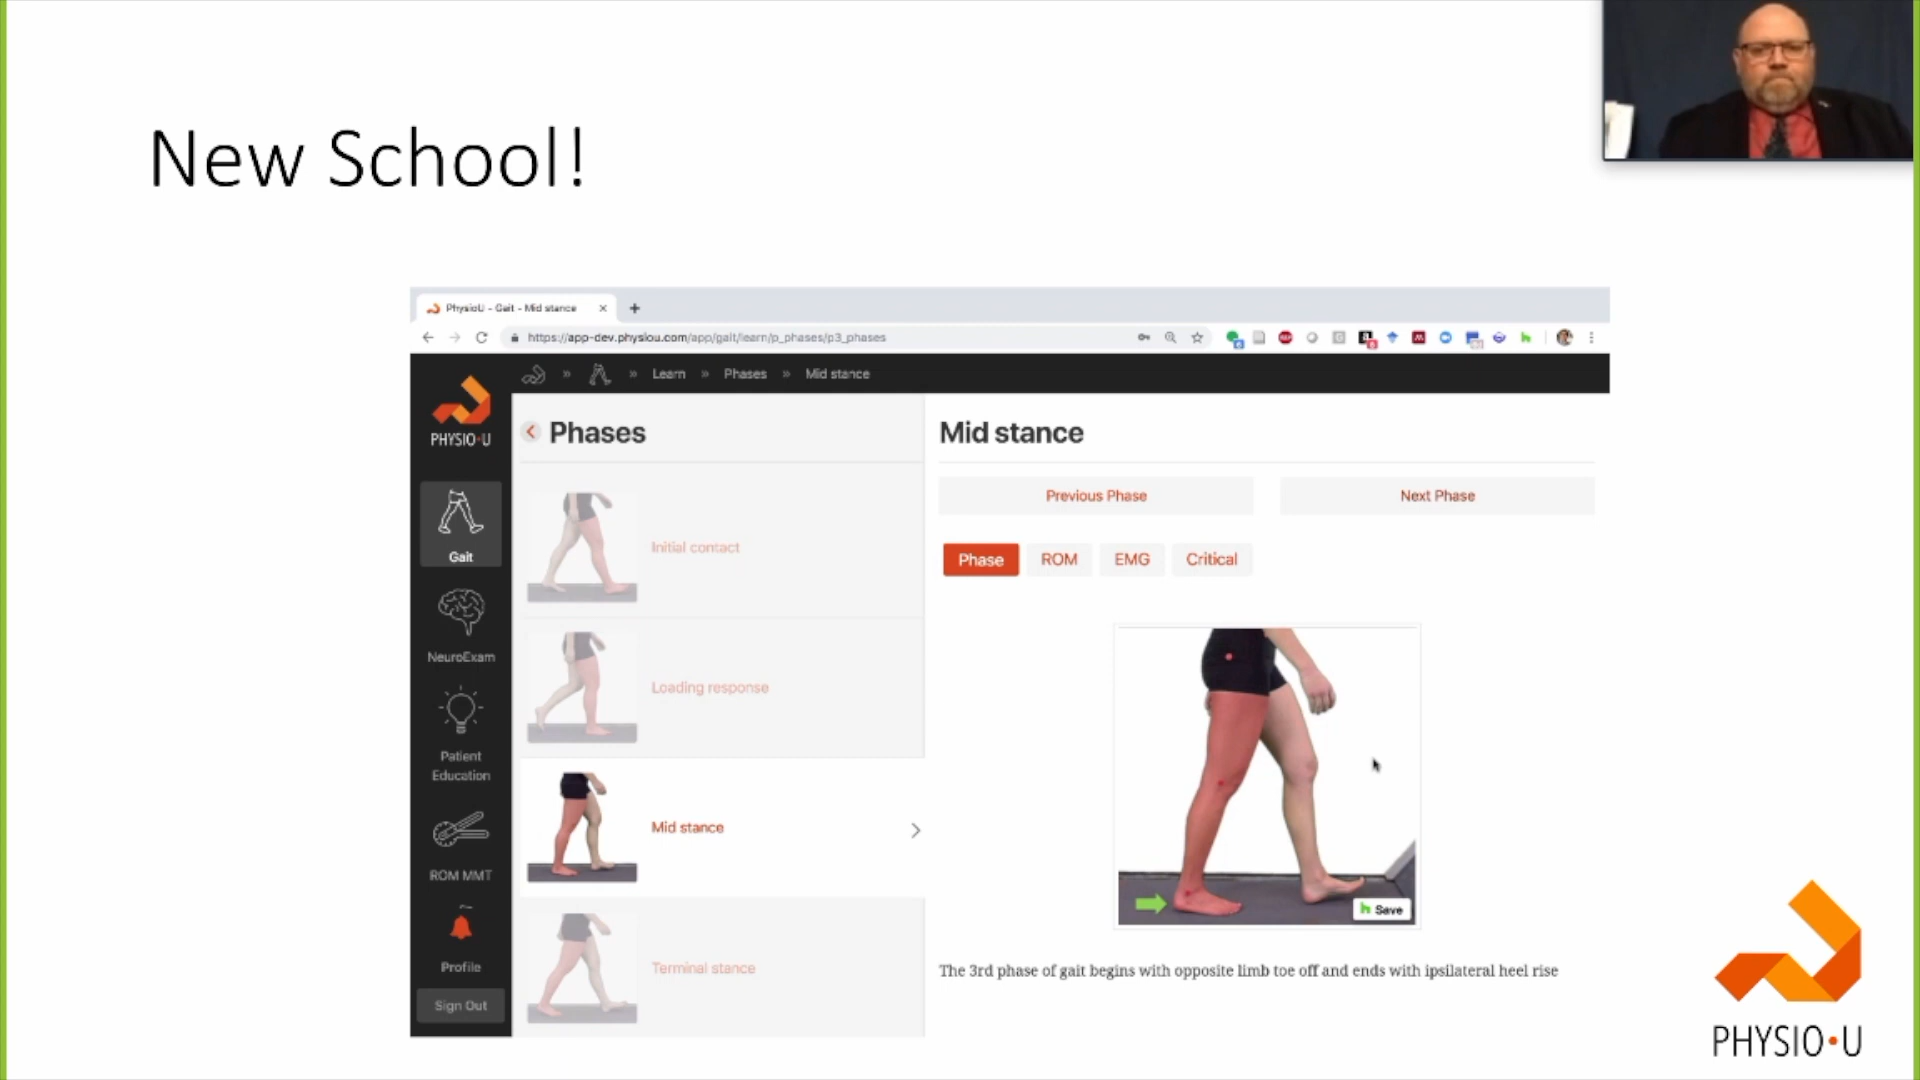 New School!
PhysioU - Gait - Mid stance
https://app-dev.physiou.com/app/gait/learn/p_phases/p3_phases
» » Learn » Phases » Mid stance
PHYSIO·U
Gait
NeuroExam
Patient
Education
ROM MMT
Profile
Sign Out
Phases
Initial contact
Loading response
Mid stance
Terminal stance
Mid stance
Previous Phase
Next Phase
Phase
ROM
EMG
Critical
Save
The 3rd phase of gait begins with opposite limb toe off and ends with ipsilateral heel rise
PHYSIO·U